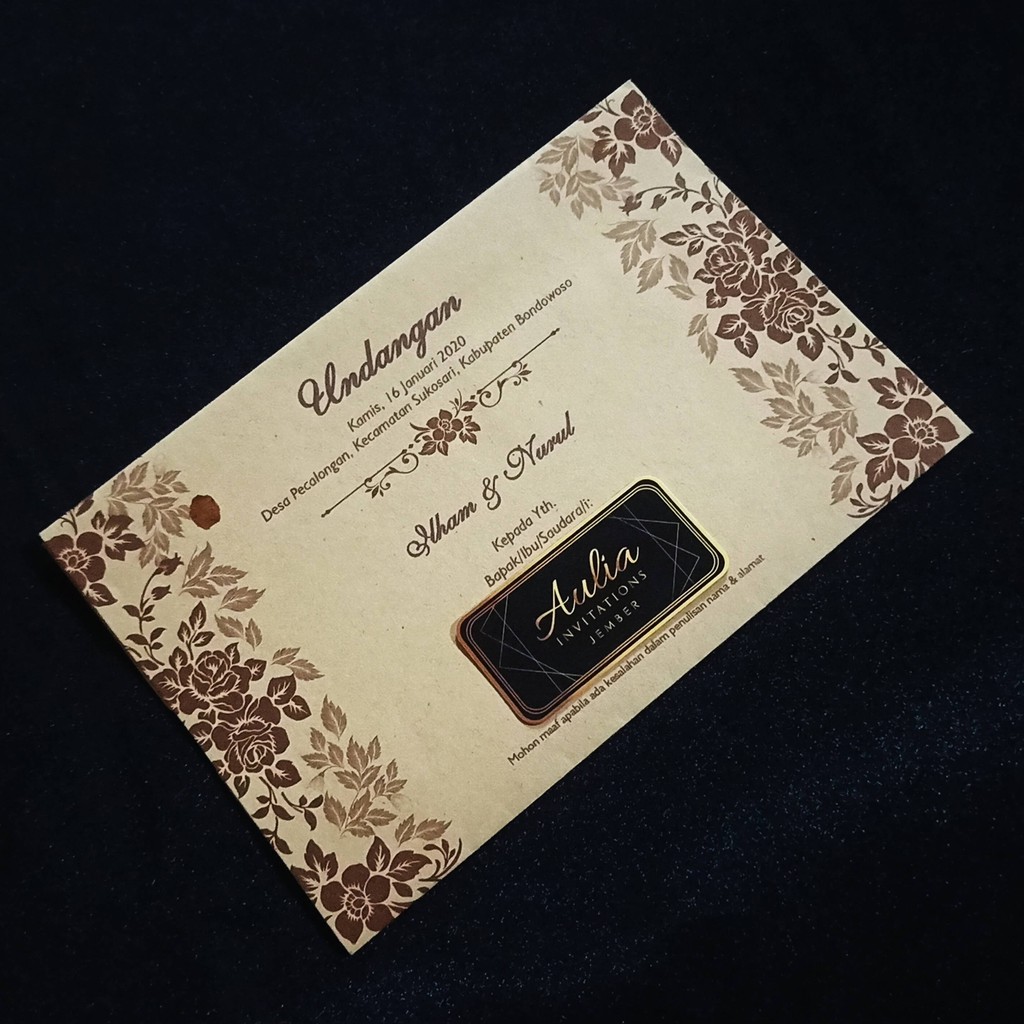 Undangan
Kamis, 16 Januari 2020
Desa Pecalongan, Kecamatan Sukosari, Kabupaten Bondowoso
Ilham & Nurul
Kepada Yth.
Bapak/Ibu/Saudara/i:
Aulia
INVITATIONS
JEMBER
Mohon maaf apabila ada kesalahan dalam penulisan nama & alamat